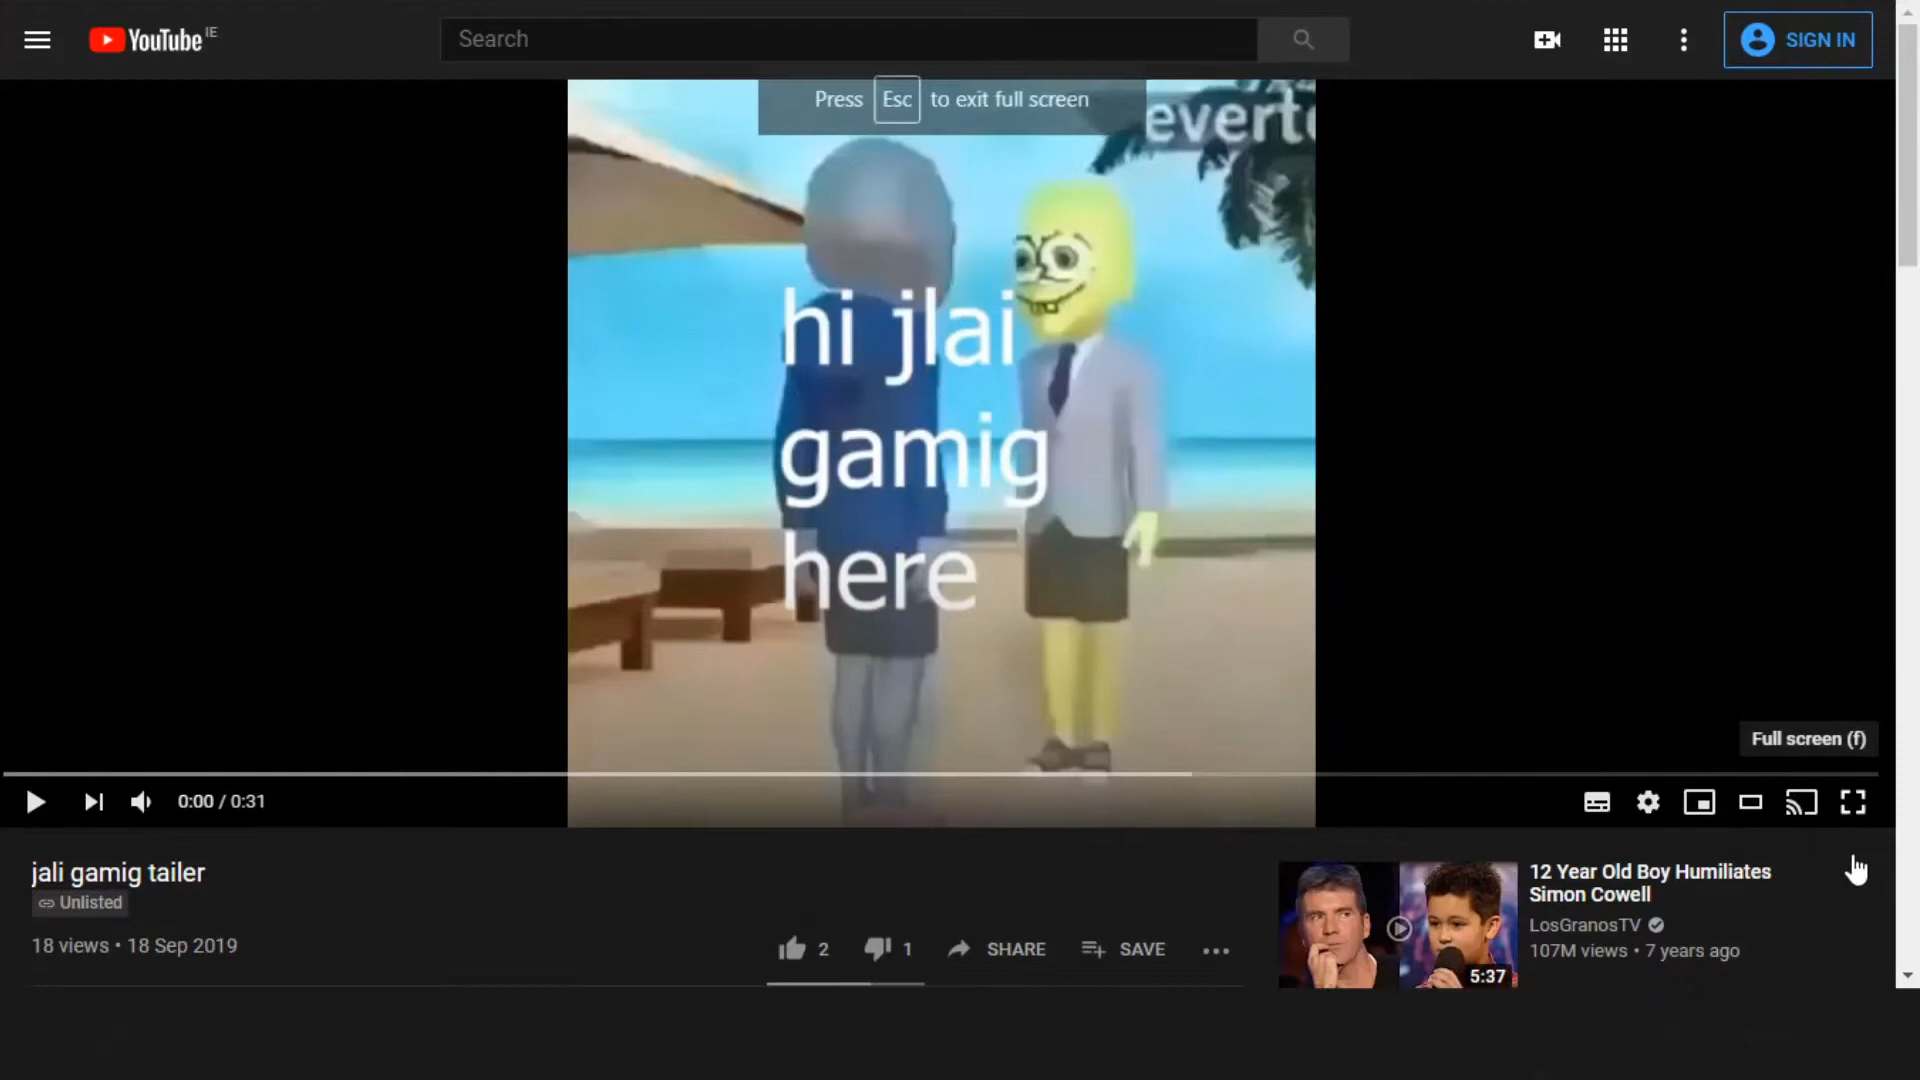 YouTube IE
Search
SIGN IN
Press Esc to exit full screen
hi jlai
gamig
here
Full screen (f)
0:00 / 0:31
jali gamig tailer
Unlisted
18 views • 18 Sep 2019
2
1
SHARE
SAVE
12 Year Old Boy Humiliates
Simon Cowell
LosGranosTV
107M views • 7 years ago
5:37